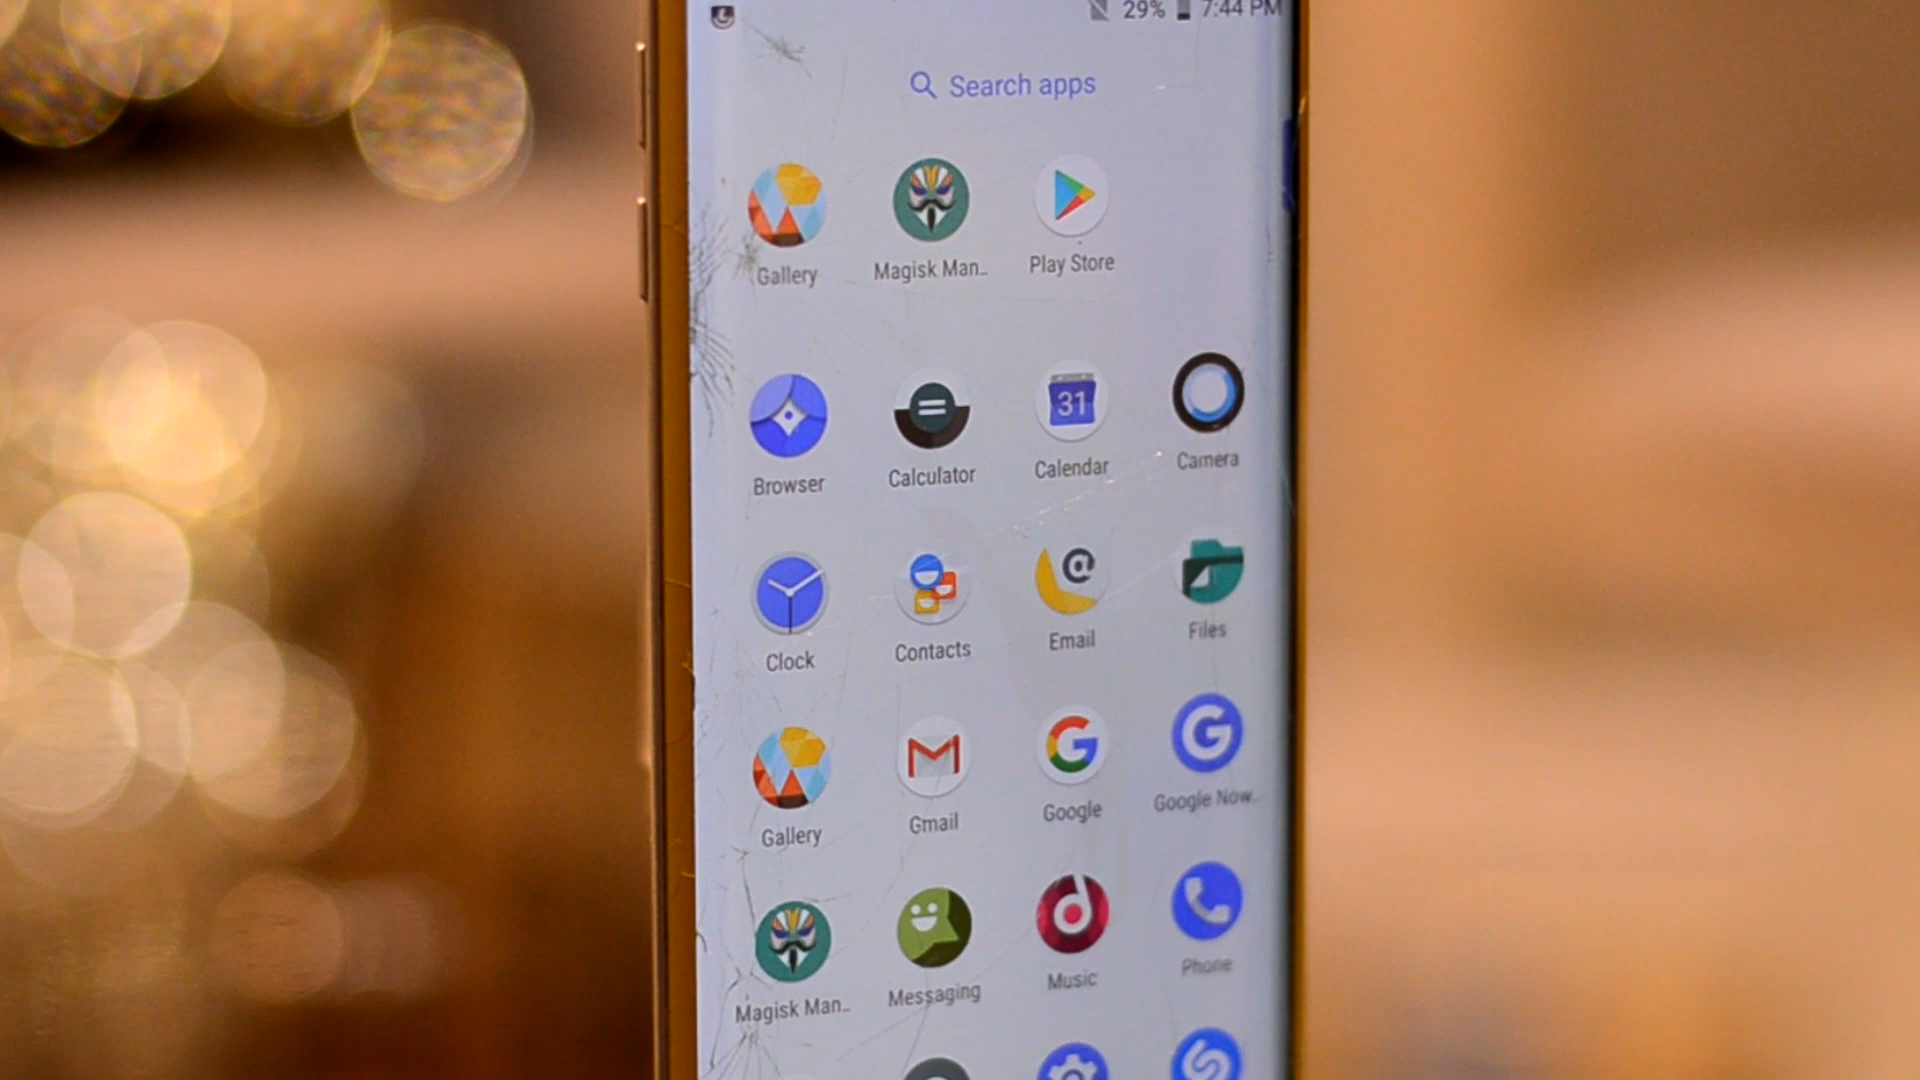 29% 7:44 PM
Search apps
Gallery Magisk Man.. Play Store
31
Browser Calculator Calendar Camera
@
Clock Contacts Email Files
G G
Gallery Gmail Google Google Now..
Magisk Man.. Messaging Music Phone